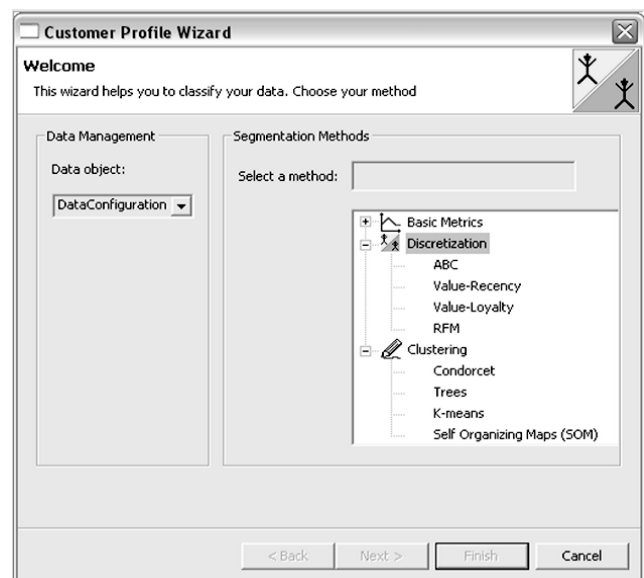 Customer Profile Wizard
Welcome
This wizard helps you to classify your data. Choose your method
Data Management
Data object:
DataConfiguration
Segmentation Methods
Select a method:
Basic Metrics
Discretization
ABC
Value-Recency
Value-Loyalty
RFM
Clustering
Condorcet
Trees
K-means
Self Organizing Maps (SOM)
< Back Next > Finish Cancel